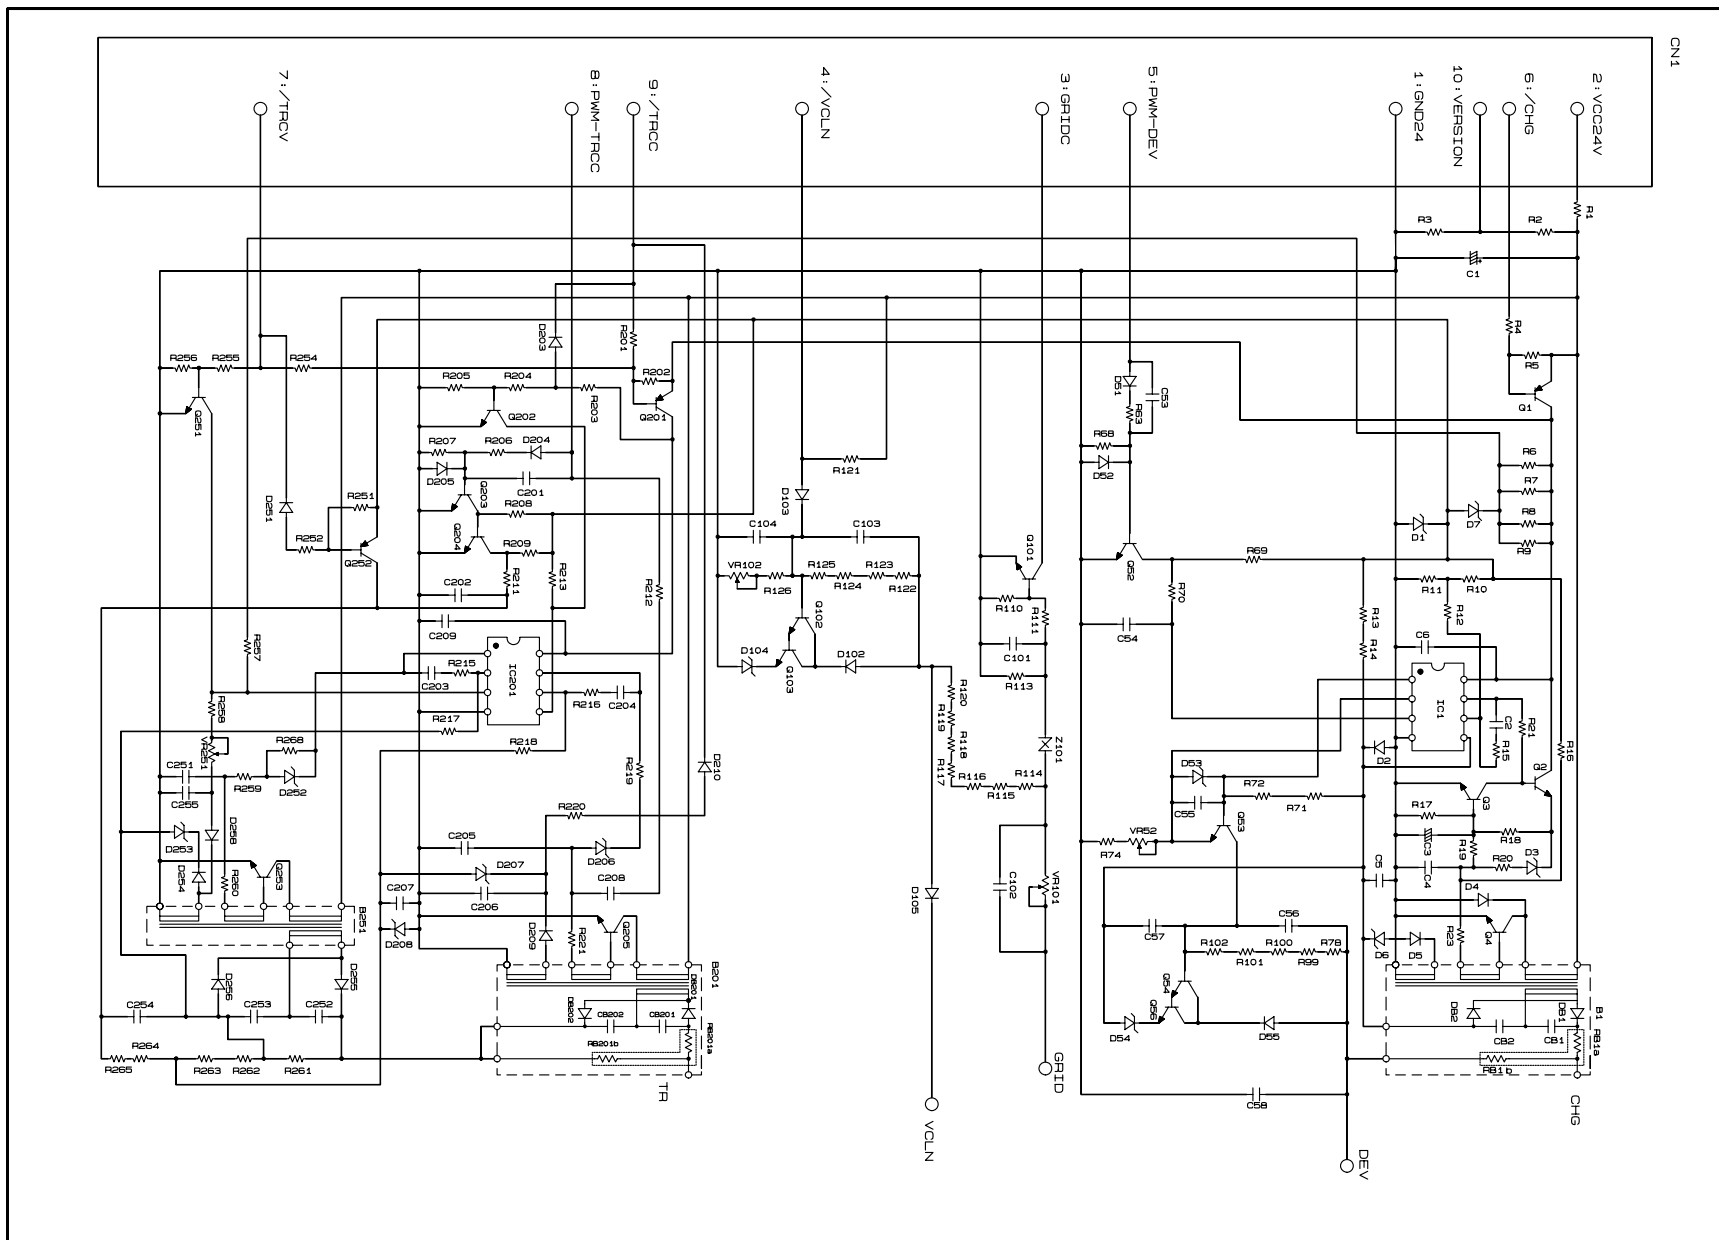 CN1
7:/TRCV
8:PWM-TRCC
9:/TRCC
4:/VCLN
3:GRIDC
5:PWM-DEV
1:GND24
10:VERSION
6:/CHG
2:VCC24V
R1
R3
R2
C1
R4
R5
Q1
D203
R201
R256
R255
R254
R205
R204
R202
R203
Q202
Q201
Q251
D51
C53
R63
R207
R206
D204
D205
C201
Q203
R208
Q204
R209
R121
D103
R68
D52
R6
R7
R8
R9
D7
D1
D251
R251
R252
Q252
C104
C103
Q101
Q52
R69
C202
R211
R213
R212
VR102
R126
R125
R124
R123
R122
R110
R111
R70
R11
R10
R12
R13
R14
C209
Q102
C101
C54
C6
R257
IC201
D104
Q103
D102
R113
IC1
C203
R215
R216
C204
R120
R119
R118
R117
C2
R21
R15
R16
R258
R217
R218
VR251
R268
D210
Z101
D2
C251
R259
D252
C255
R219
R116
R115
R114
D53
R72
R71
C55
Q53
Q2
Q3
R220
D253
D258
C205
D206
VR52
R74
R17
C3
R19
R18
R20
D3
C4
C5
D254
R260
Q253
D207
C206
C207
C208
D105
C102
VR101
D4
B251
D208
D209
R221
Q205
C57
C56
R102
R101
R100
R99
R78
R23
Q4
D6
D5
D256
D255
B201
Q54
Q56
C254
C253
C252
DB202
CB202
CB201
DB201
D54
D55
DB2
CB2
CB1
DB1
B1
RB1a
R265
R264
R263
R262
R261
RB201b
RB201a
RB1b
TR
GRID
C58
CHG
VCLN
DEV